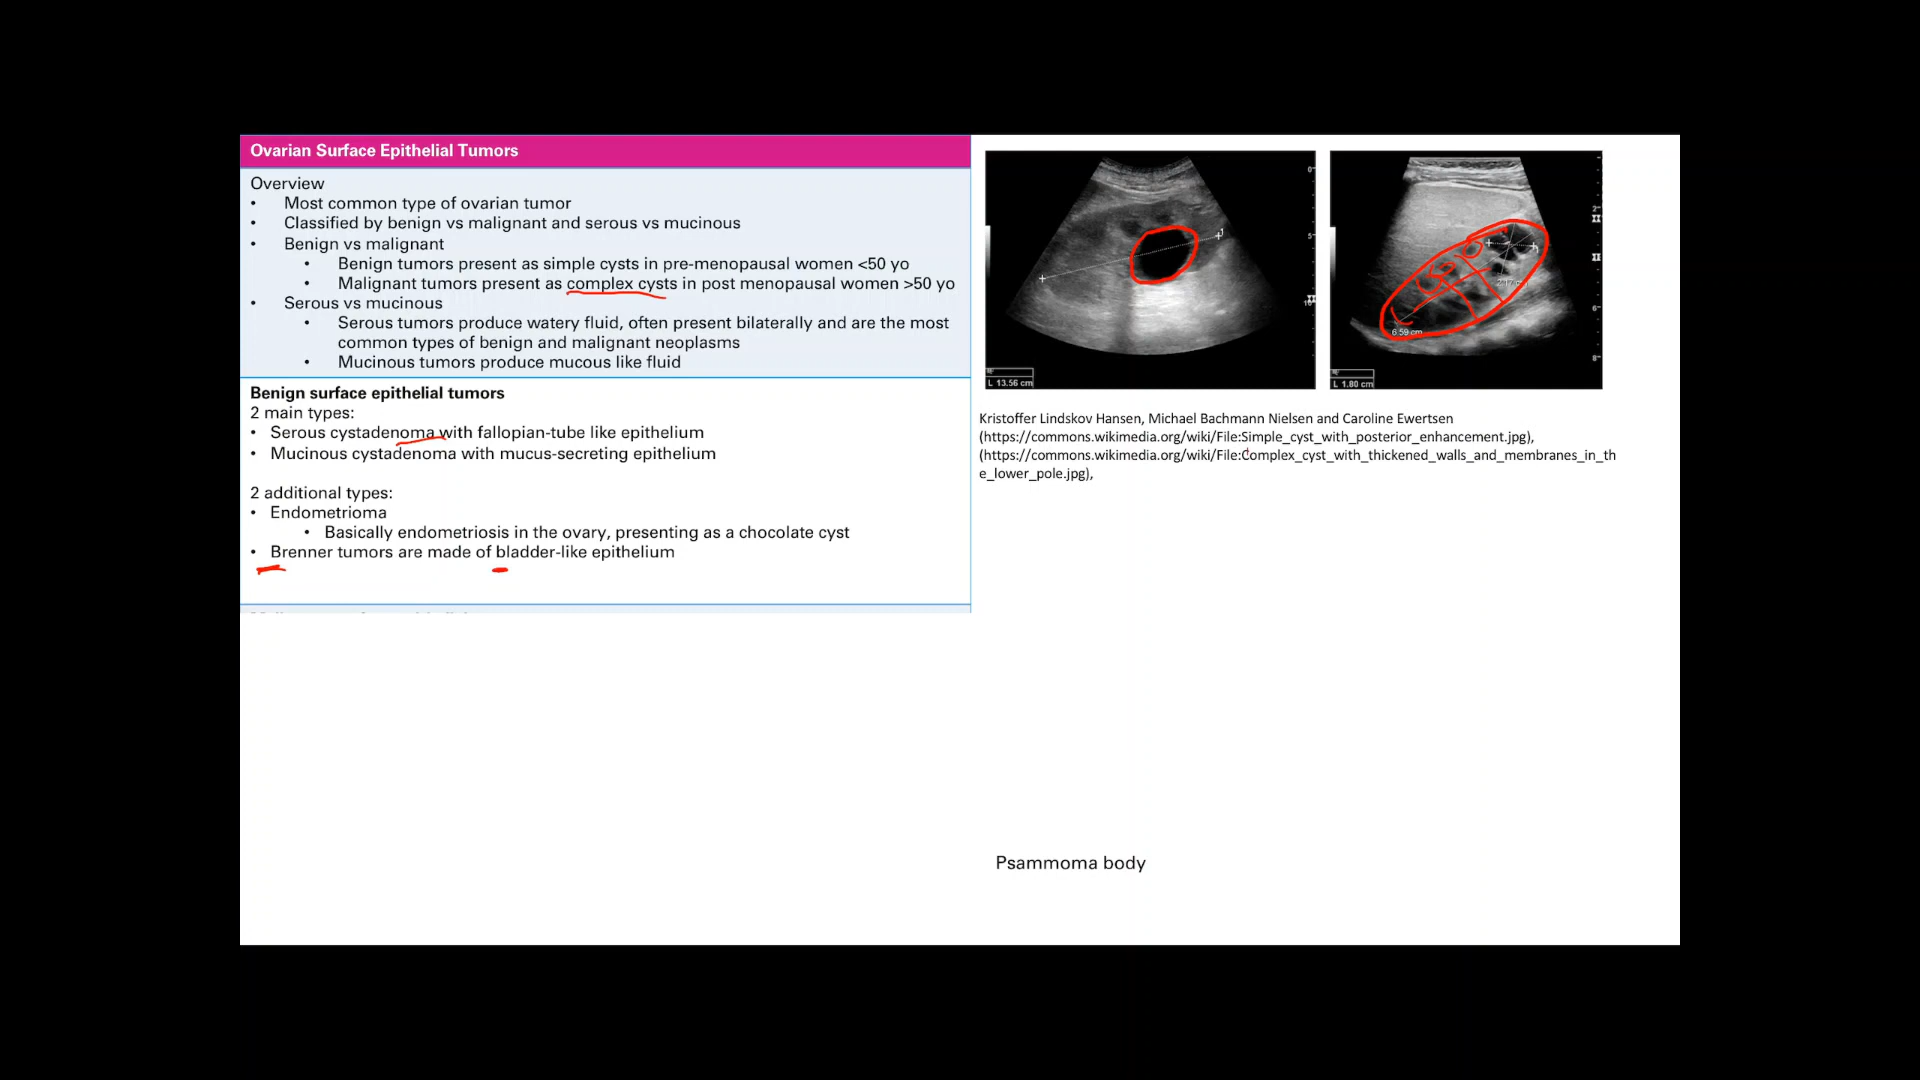 Ovarian Surface Epithelial Tumors
Overview
• Most common type of ovarian tumor
• Classified by benign vs malignant and serous vs mucinous
• Benign vs malignant
• Benign tumors present as simple cysts in pre-menopausal women <50 yo
• Malignant tumors present as complex cysts in post menopausal women >50 yo
• Serous vs mucinous
• Serous tumors produce watery fluid, often present bilaterally and are the most
common types of benign and malignant neoplasms
• Mucinous tumors produce mucous like fluid
Benign surface epithelial tumors
2 main types:
• Serous cystadenoma with fallopian-tube like epithelium
• Mucinous cystadenoma with mucus-secreting epithelium
2 additional types:
• Endometrioma
• Basically endometriosis in the ovary, presenting as a chocolate cyst
• Brenner tumors are made of bladder-like epithelium
L 13.56 cm
6.59 cm
L 1.80 cm
Kristoffer Lindskov Hansen, Michael Bachmann Nielsen and Caroline Ewertsen
(https://commons.wikimedia.org/wiki/File:Simple_cyst_with_posterior_enhancement.jpg),
(https://commons.wikimedia.org/wiki/File:Complex_cyst_with_thickened_walls_and_membranes_in_th
e_lower_pole.jpg),
Psammoma body